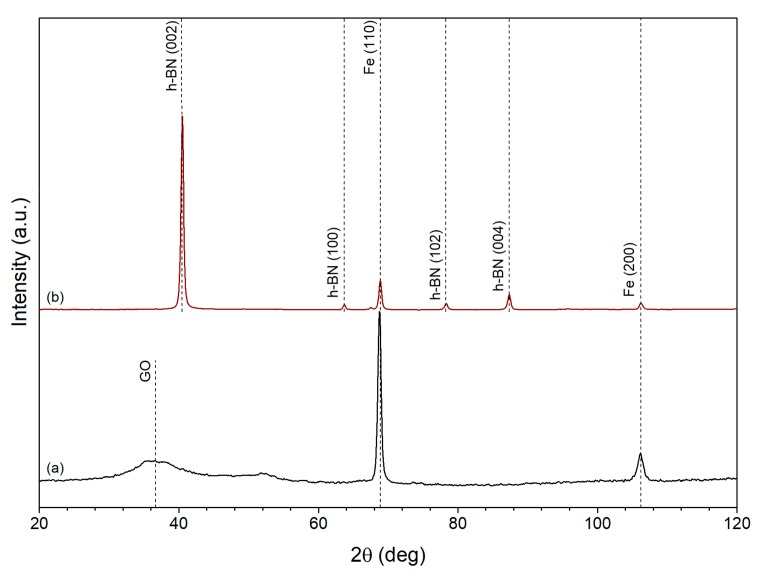 h-BN (002)
Fe (110)
h-BN (100)
h-BN (102)
h-BN (004)
Fe (200)
(b)
GO
(a)
Intensity (a.u.)
20
40
60
80
100
120
2θ (deg)